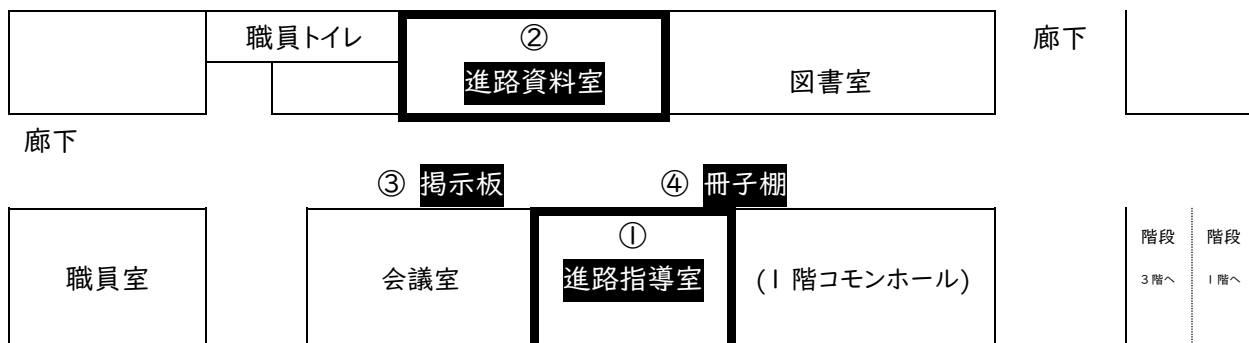 職員トイレ
②
廊下
進路資料室
図書室
廊下
③ 掲示板
④ 冊子棚
①
階段
階段
職員室
会議室
進路指導室
(1階コモンホール)
3階へ
1階へ